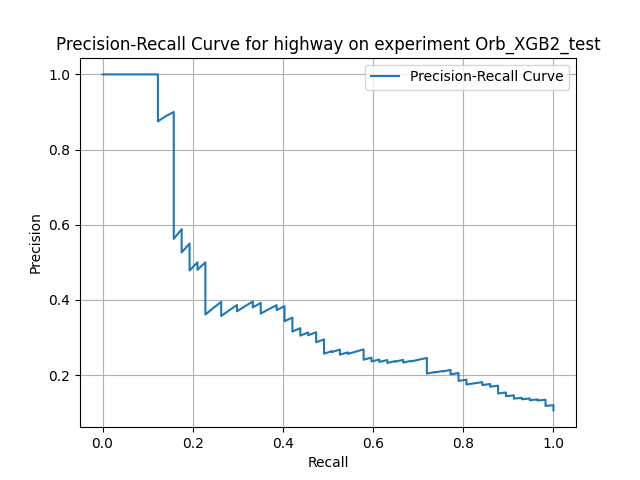 Precision-Recall Curve for highway on experiment Orb_XGB2_test
Precision-Recall Curve
1.0
0.8
0.6
0.4
0.2
Precision
0.0
0.2
0.4
0.6
0.8
1.0
Recall